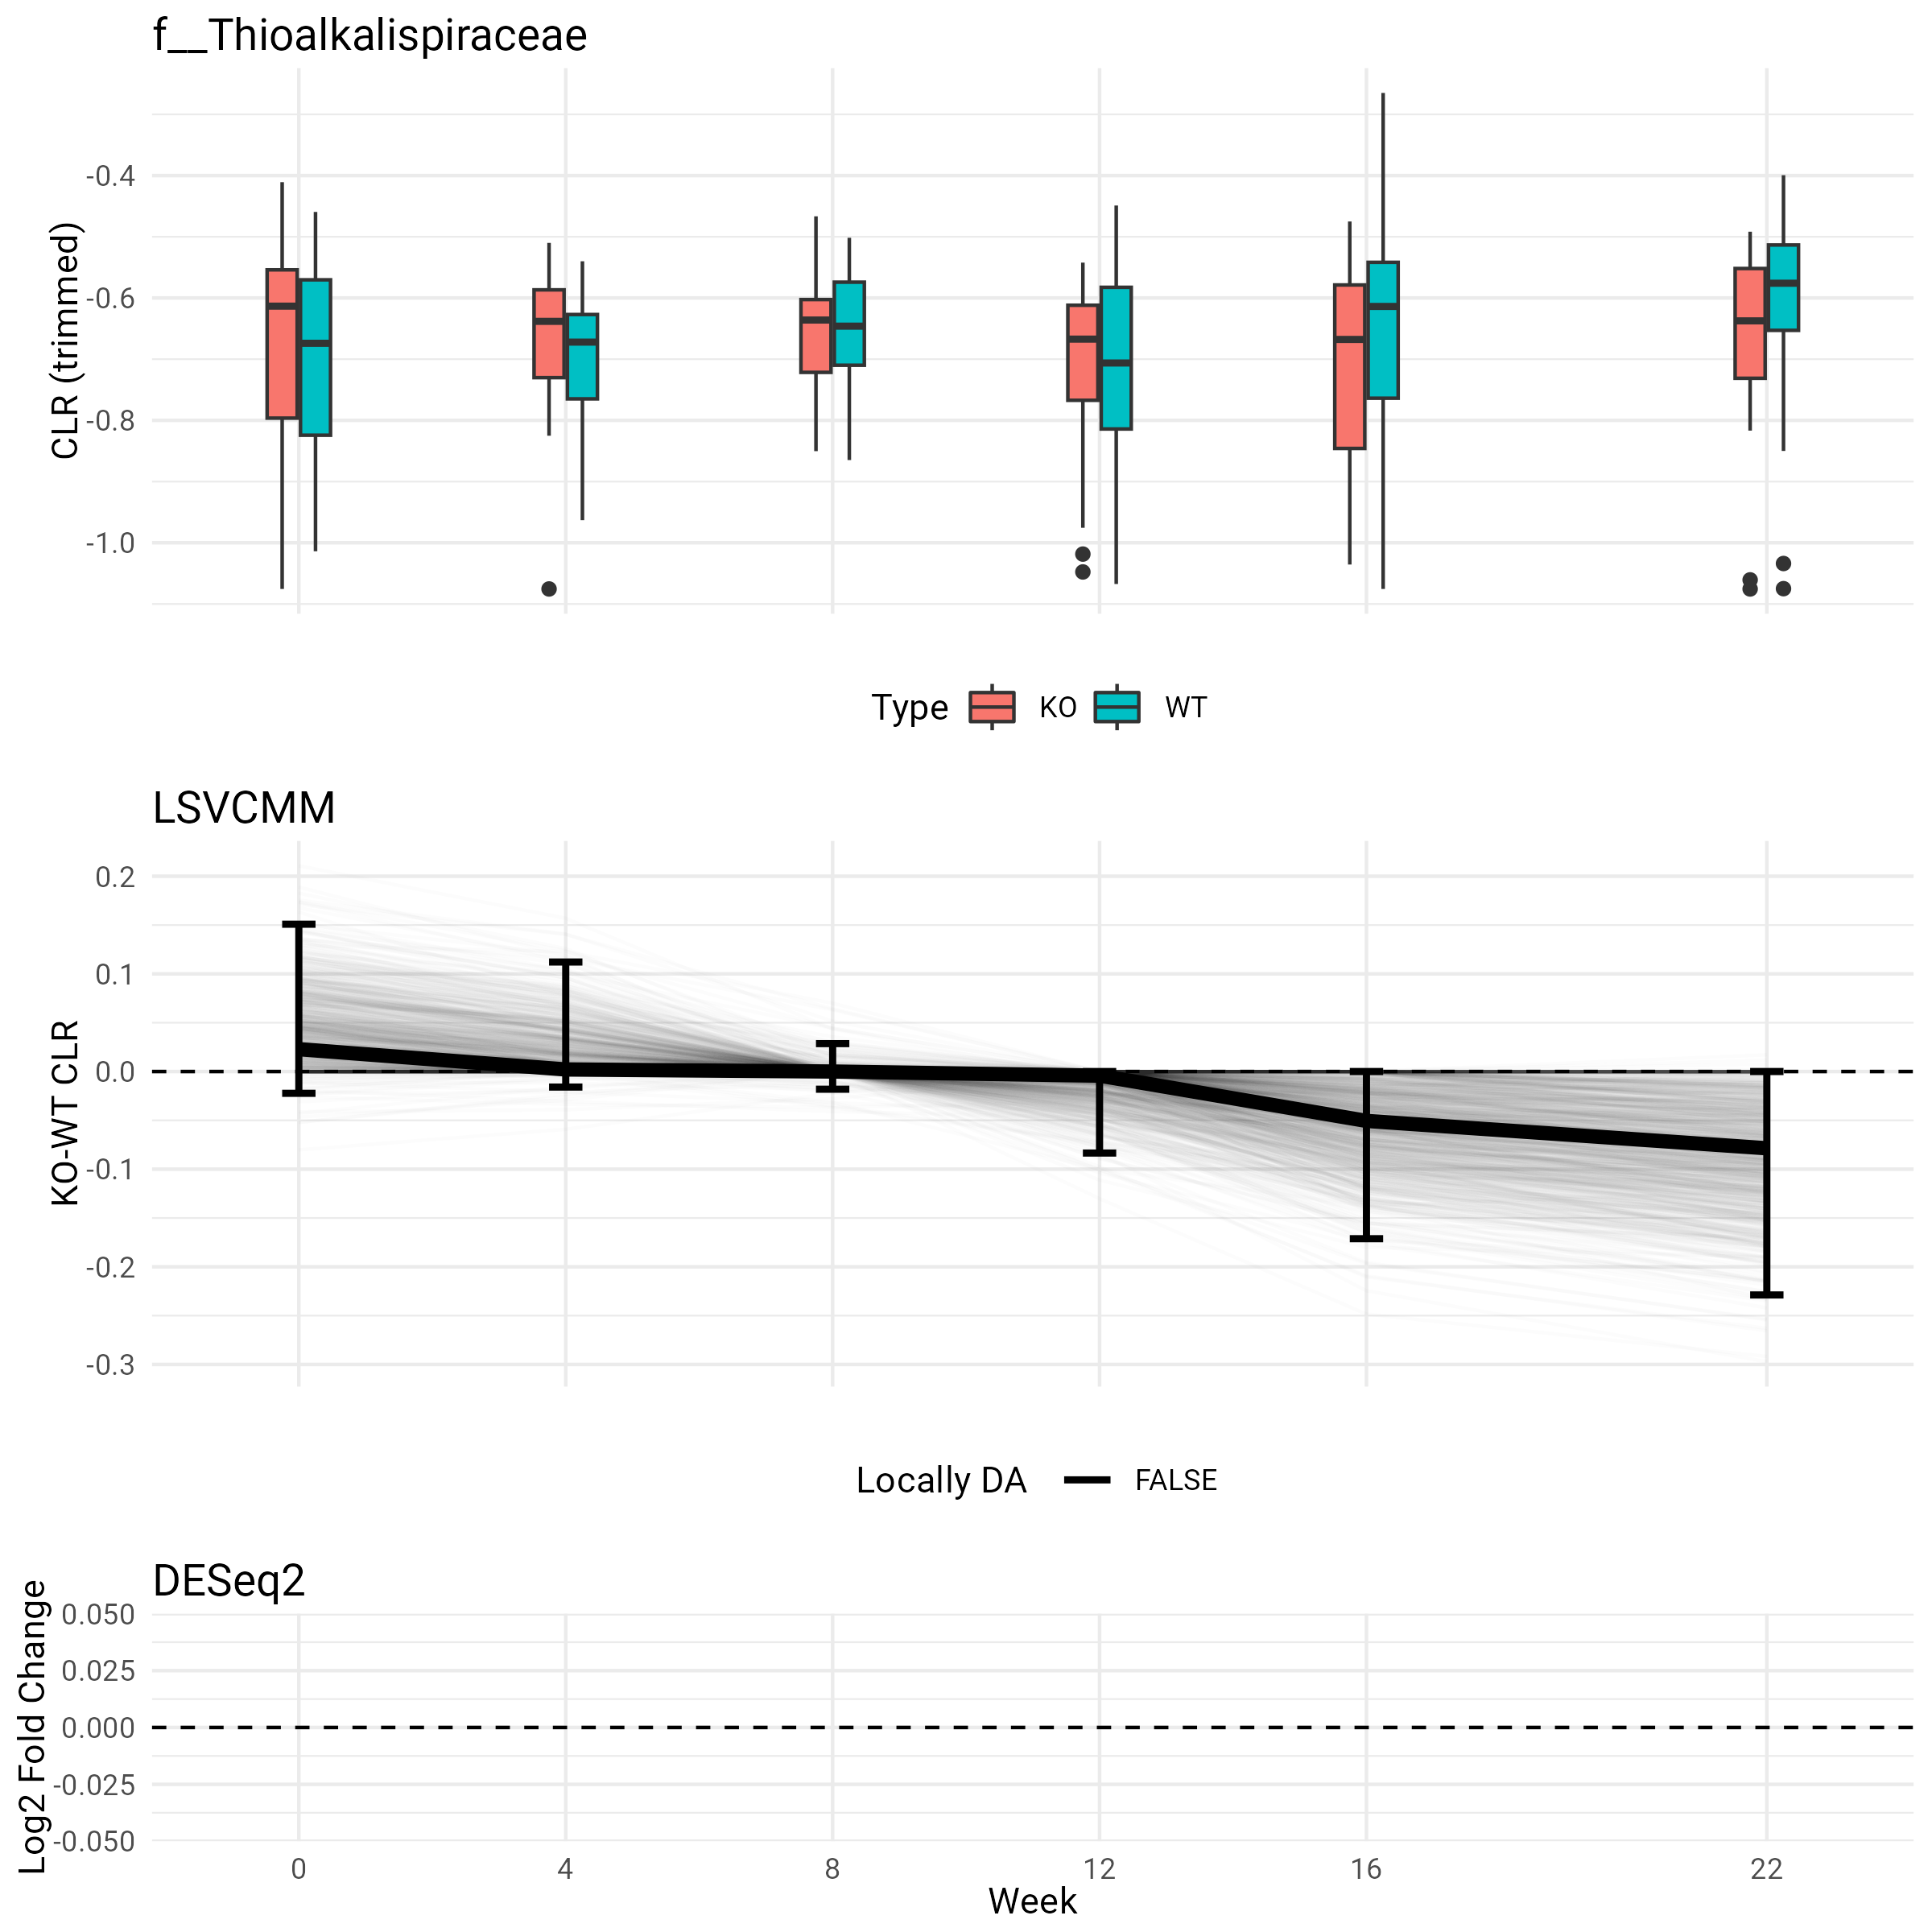 f__Thioalkalispiraceae
CLR (trimmed)
-0.4
-0.6
-0.8
-1.0
Type KO WT
LSVCMM
KO-WT CLR
0.2
0.1
0.0
-0.1
-0.2
-0.3
Locally DA FALSE
DESeq2
Log2 Fold Change
0.050
0.025
0.000
-0.025
-0.050
0 4 8 12 16 22
Week